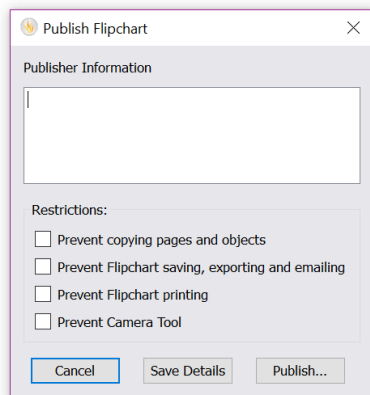 Publish Flipchart
Publisher Information
Restrictions:
Prevent copying pages and objects
Prevent Flipchart saving, exporting and emailing
Prevent Flipchart printing
Prevent Camera Tool
Cancel Save Details Publish...